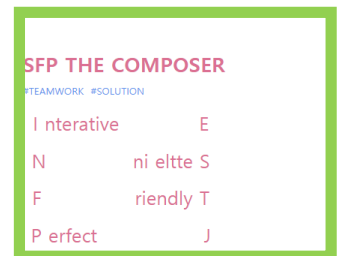 SFP THE COMPOSER
#TEAMWORK #SOLUTION
I nterative E
N ni eltte S
F riendly T
P erfect J